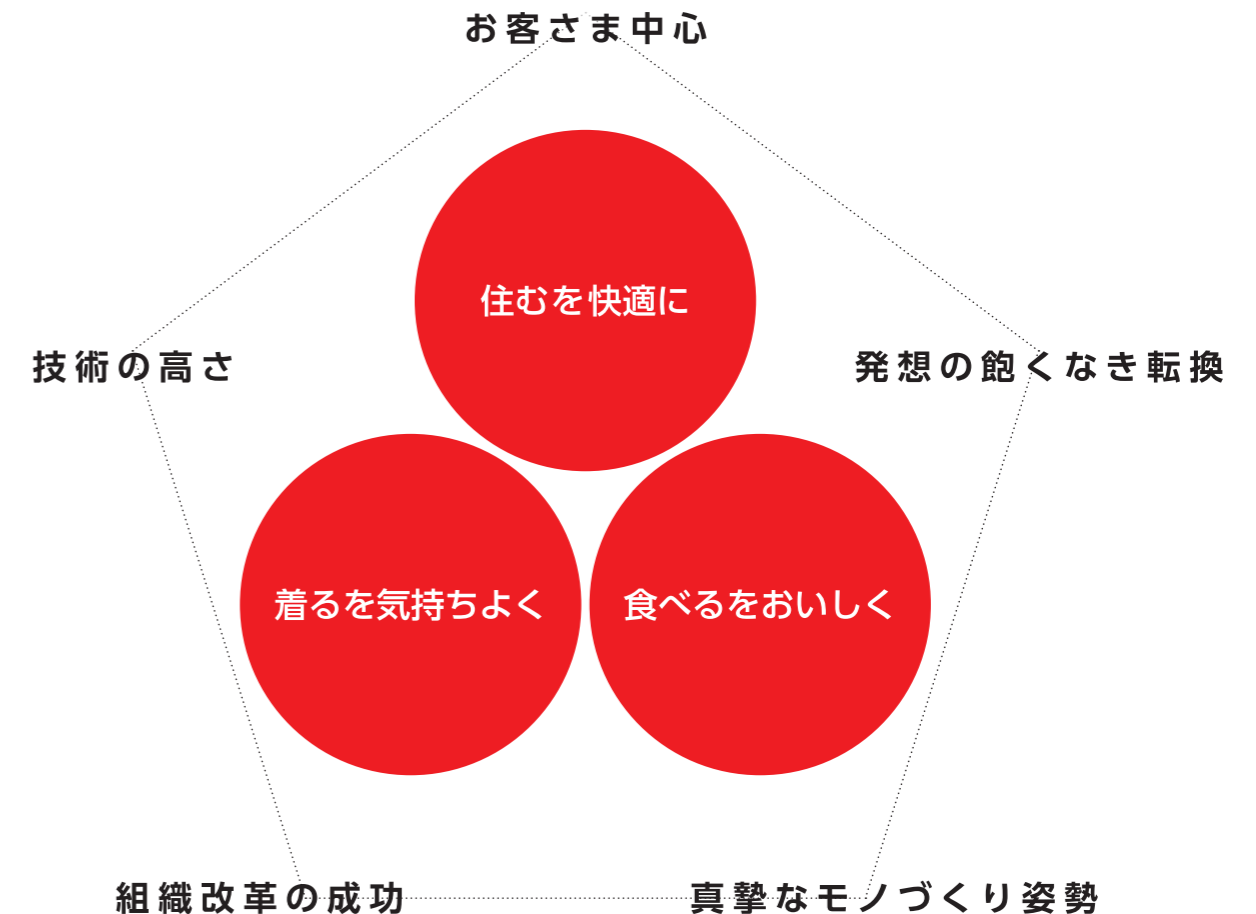 お客さま中心
住むを快適に
技術の高さ
発想の飽くなき転換
着るを気持ちよく
食べるをおいしく
組織改革の成功
真摯なモノづくり姿勢